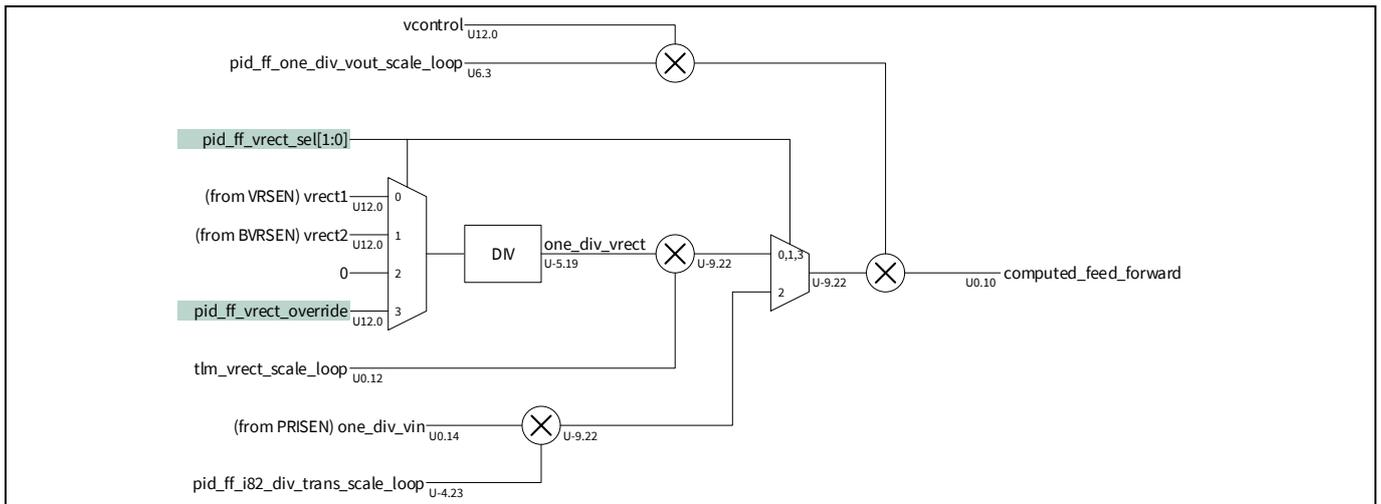 vcontrol
U12.0
pid_ff_one_div_vout_scale_loop
U6.3
pid_ff_vrect_sel[1:0]
(from VRSEN) vrect1
U12.0
0
(from BVRSEN) vrect2
U12.0
1
0
2
pid_ff_vrect_override
U12.0
3
DIV
one_div_vrect
U-5.19
U-9.22
0,1,3
2
U-9.22
U0.10
computed_feed_forward
tlm_vrect_scale_loop
U0.12
(from PRISEN) one_div_vin
U0.14
U-9.22
pid_ff_i82_div_trans_scale_loop
U-4.23